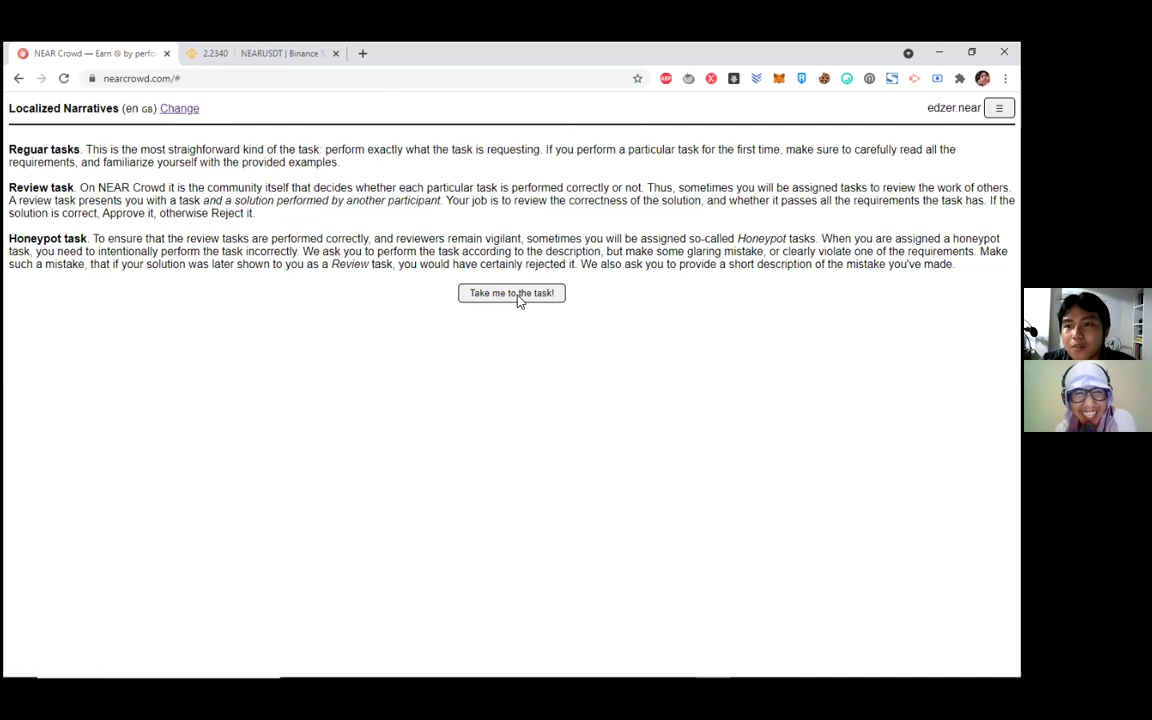 NEAR Crowd — Earn Ⓝ by perfo
2.2340
NEARUSDT | Binance S
nearcrowd.com/#
Localized Narratives (en GB) Change
edzer.near
Reguar tasks. This is the most straighforward kind of the task: perform exactly what the task is requesting. If you perform a particular task for the first time, make sure to carefully read all the
requirements, and familiarize yourself with the provided examples.
Review task. On NEAR Crowd it is the community itself that decides whether each particular task is performed correctly or not. Thus, sometimes you will be assigned tasks to review the work of others.
A review task presents you with a task and a solution performed by another participant. Your job is to review the correctness of the solution, and whether it passes all the requirements the task has. If the
solution is correct, Approve it, otherwise Reject it.
Honeypot task. To ensure that the review tasks are performed correctly, and reviewers remain vigilant, sometimes you will be assigned so-called Honeypot tasks. When you are assigned a honeypot
task, you need to intentionally perform the task incorrectly. We ask you to perform the task according to the description, but make some glaring mistake, or clearly violate one of the requirements. Make
such a mistake, that if your solution was later shown to you as a Review task, you would have certainly rejected it. We also ask you to provide a short description of the mistake you've made.
Take me to the task!